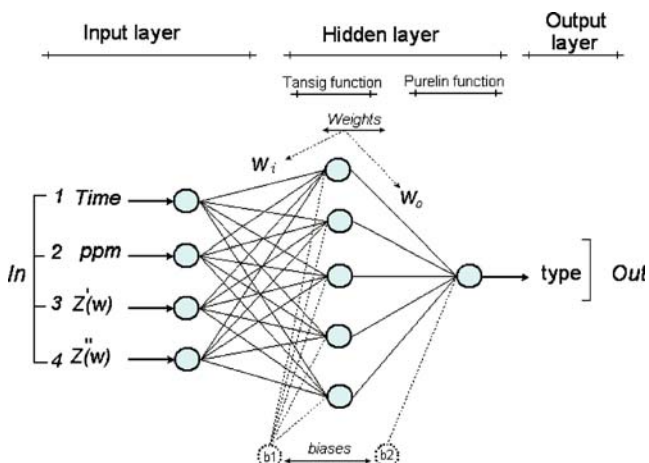 Input layer
Hidden layer
Output
layer
Tansig function
Purelin function
Weights
Wi
Wo
1 Time
2 ppm
In
3 Z'(w)
4 Z"(w)
type
Out
b1
biases
b2